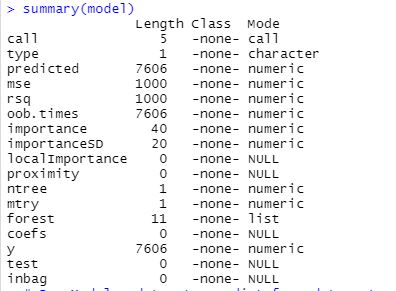 > summary(model)
Length Class Mode
call 5 -none- call
type 1 -none- character
predicted 7606 -none- numeric
mse 1000 -none- numeric
rsq 1000 -none- numeric
oob.times 7606 -none- numeric
importance 40 -none- numeric
importanceSD 20 -none- numeric
localImportance 0 -none- NULL
proximity 0 -none- NULL
ntree 1 -none- numeric
mtry 1 -none- numeric
forest 11 -none- list
coefs 0 -none- NULL
y 7606 -none- numeric
test 0 -none- NULL
inbag 0 -none- NULL